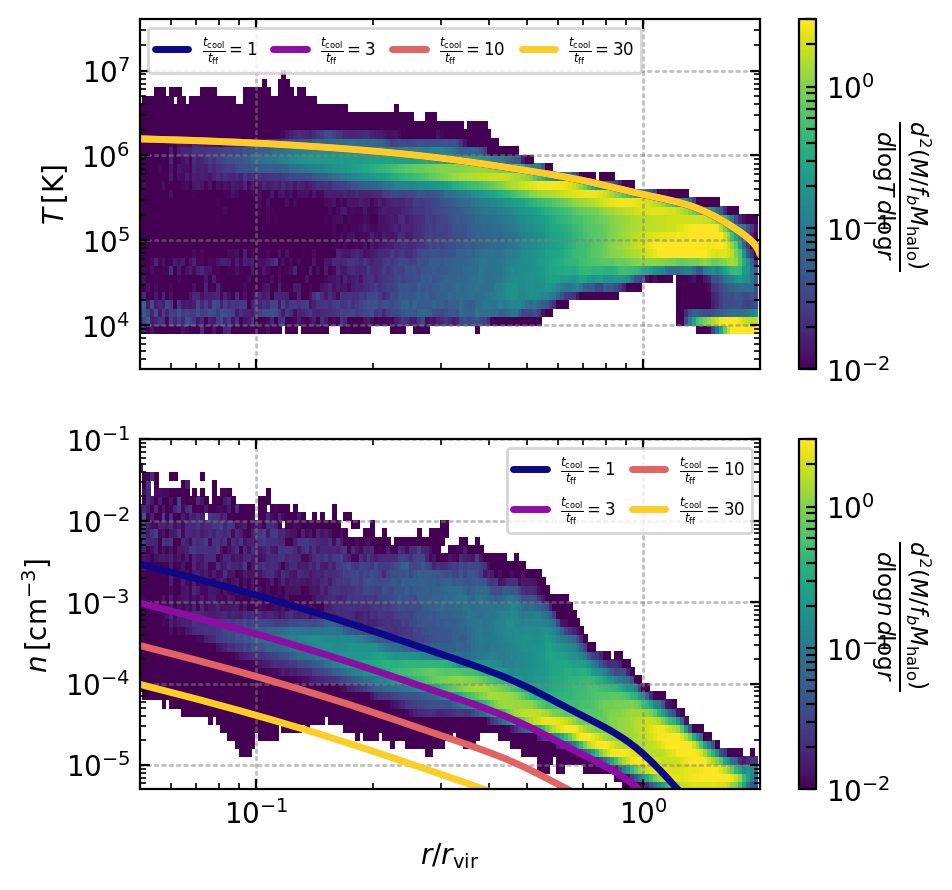 t_cool/t_ff = 1 t_cool/t_ff = 3 t_cool/t_ff = 10 t_cool/t_ff = 30
10^7
10^6
10^5
10^4
T [K]
10^0
10^-1
10^-2
d^2(M/f_b M_halo)
dlogT dlogr
t_cool/t_ff = 1 t_cool/t_ff = 10
t_cool/t_ff = 3 t_cool/t_ff = 30
10^-1
10^-2
10^-3
10^-4
10^-5
n [cm^-3]
10^0
10^-1
10^-2
d^2(M/f_b M_halo)
dlogn dlogr
10^-1 10^0
r/r_vir